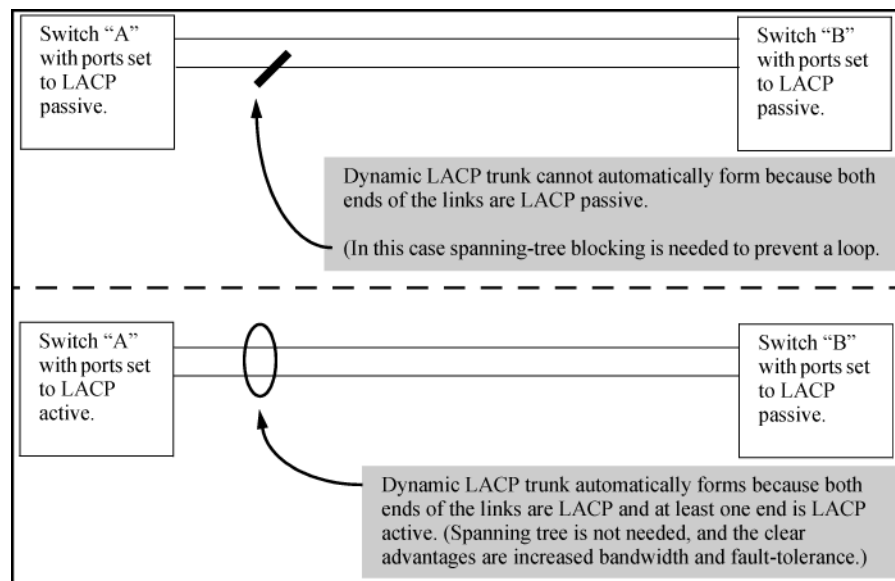 Switch “A”
with ports set
to LACP
passive.
Switch “B”
with ports set
to LACP
passive.
Dynamic LACP trunk cannot automatically form because both
ends of the links are LACP passive.
(In this case spanning-tree blocking is needed to prevent a loop.
Switch “A”
with ports set
to LACP
active.
Switch “B”
with ports set
to LACP
passive.
Dynamic LACP trunk automatically forms because both
ends of the links are LACP and at least one end is LACP
active. (Spanning tree is not needed, and the clear
advantages are increased bandwidth and fault-tolerance.)